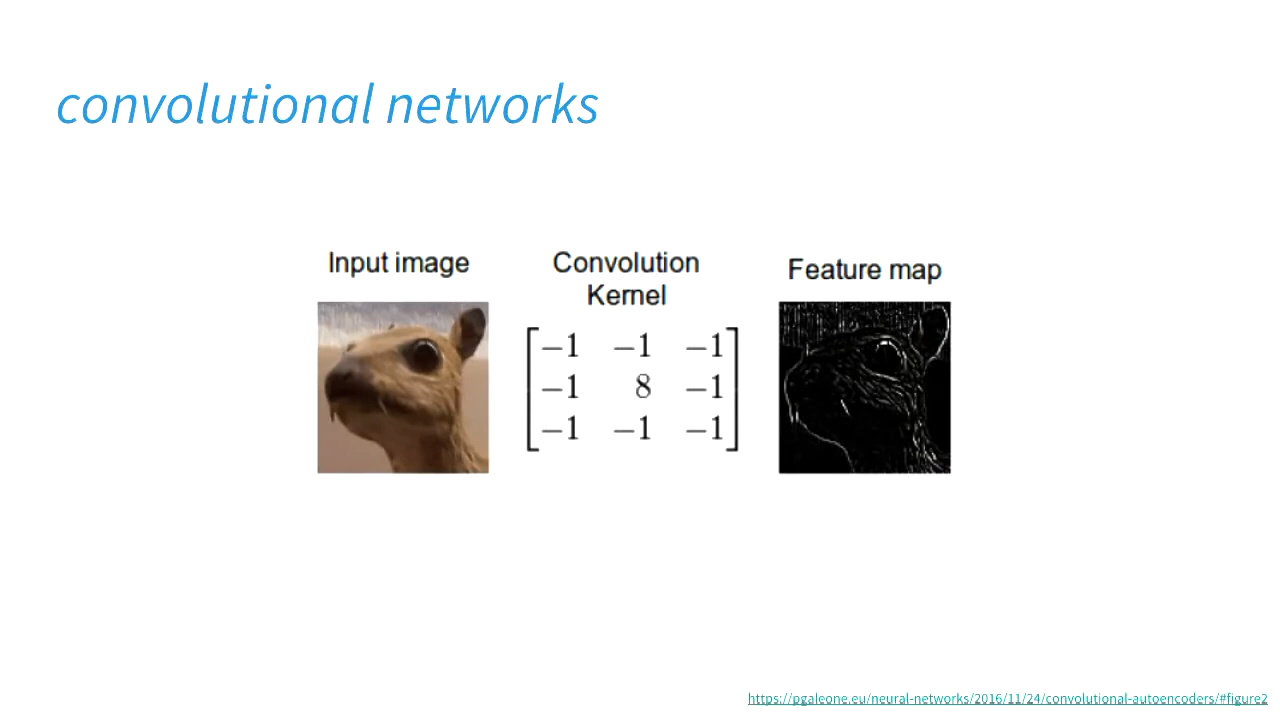 convolutional networks
Input image
Convolution
Kernel
Feature map
−1 −1 −1
−1 8 −1
−1 −1 −1
https://pgaleone.eu/neural-networks/2016/11/24/convolutional-autoencoders/#figure2